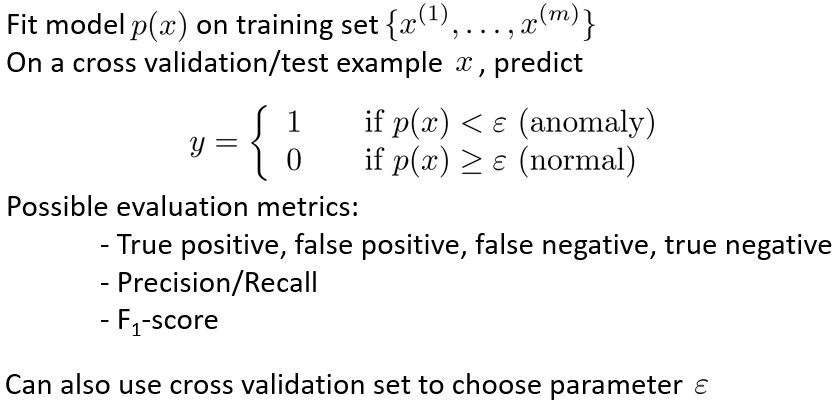 Fit model p(x) on training set {x⁽¹⁾, . . . , x⁽ᵐ⁾}
On a cross validation/test example x , predict
y = { 1 if p(x) < ε (anomaly)
0 if p(x) ≥ ε (normal)
Possible evaluation metrics:
- True positive, false positive, false negative, true negative
- Precision/Recall
- F₁-score
Can also use cross validation set to choose parameter ε